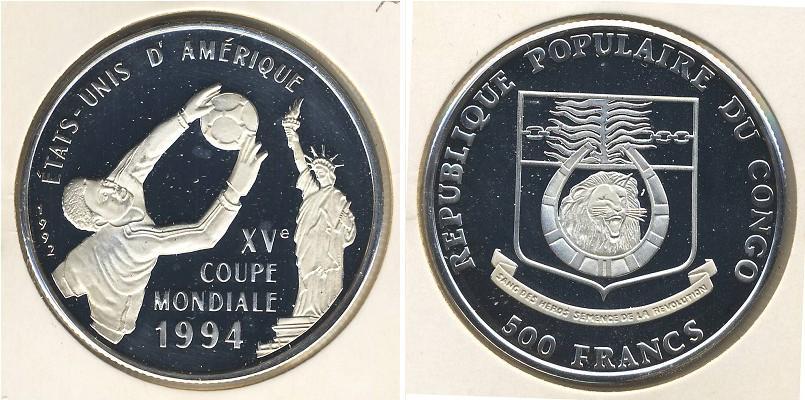 ÉTATS-UNIS D'AMÉRIQUE
1992
XVe
COUPE
MONDIALE
1994
REPUBLIQUE POPULAIRE DU CONGO
SANG DES HEROS SEMENCE DE LA REVOLUTION
500 FRANCS